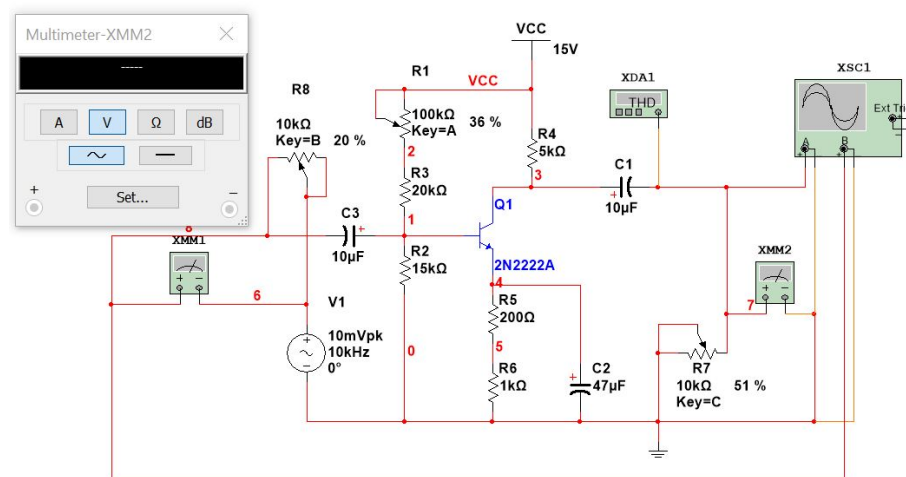 Multimeter-XMM2
-----
A
V
Ω
dB
+
Set...
−
R8
10kΩ
Key=B
20 %
R1
100kΩ
Key=A
36 %
VCC
VCC
15V
2
R3
20kΩ
1
R4
5kΩ
3
XDA1
THD
XSC1
Ext Tri
A
B
C1
+
10µF
C3
+
10µF
8
XMM1
+ −
6
V1
10mVpk
10kHz
0°
R2
15kΩ
0
Q1
2N2222A
4
R5
200Ω
5
R6
1kΩ
C2
+
47µF
XMM2
+ −
7
R7
10kΩ
Key=C
51 %